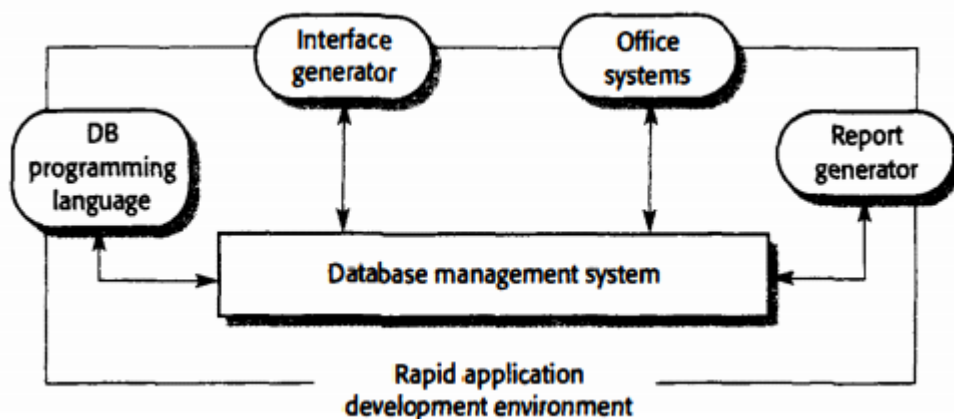 Interface
generator
Office
systems
DB
programming
language
Report
generator
Database management system
Rapid application
development environment